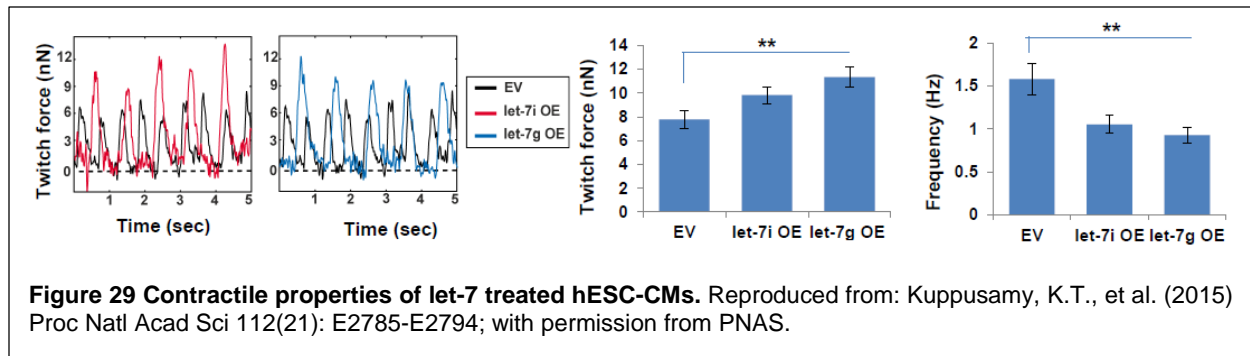 Twitch force (nN)
12
9
6
3
0
1 2 3 4 5
Time (sec)
12
9
6
3
0
1 2 3 4 5
Time (sec)
EV
let-7i OE
let-7g OE
Twitch force (nN)
14
12
10
8
6
4
2
0
**
EV let-7i OE let-7g OE
Frequency (Hz)
2
1.5
1
0.5
0
**
EV let-7i OE let-7g OE
Figure 29 Contractile properties of let-7 treated hESC-CMs. Reproduced from: Kuppusamy, K.T., et al. (2015)
Proc Natl Acad Sci 112(21): E2785-E2794; with permission from PNAS.